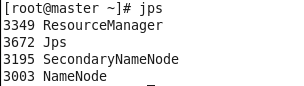 [root@master ~]# jps
3349 ResourceManager
3672 Jps
3195 SecondaryNameNode
3003 NameNode